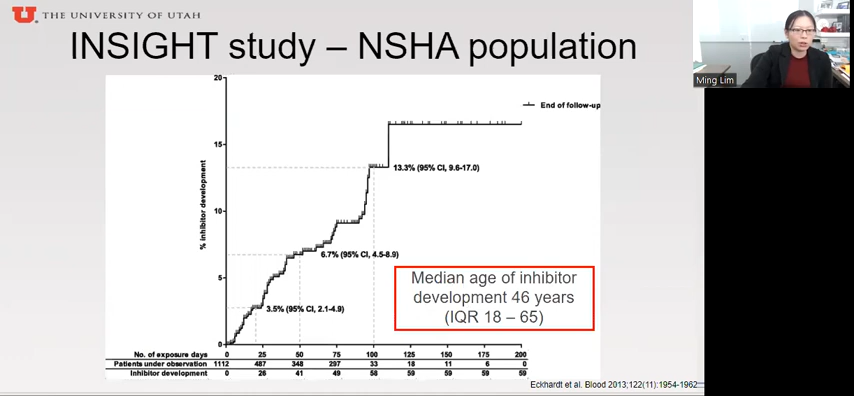 THE UNIVERSITY OF UTAH
INSIGHT study – NSHA population
Ming Lim
20
15
10
5
0
% inhibitor development
End of follow-up
13.3% (95% CI, 9.6-17.0)
6.7% (95% CI, 4.5-8.9)
3.5% (95% CI, 2.1-4.9)
Median age of inhibitor
development 46 years
(IQR 18 – 65)
No. of exposure days 0 25 50 75 100 125 150 175 200
Patients under observation 1112 487 348 297 33 18 11 6 0
Inhibitor development 0 26 41 49 58 59 59 59 59
Eckhardt et al. Blood 2013;122(11):1954-1962